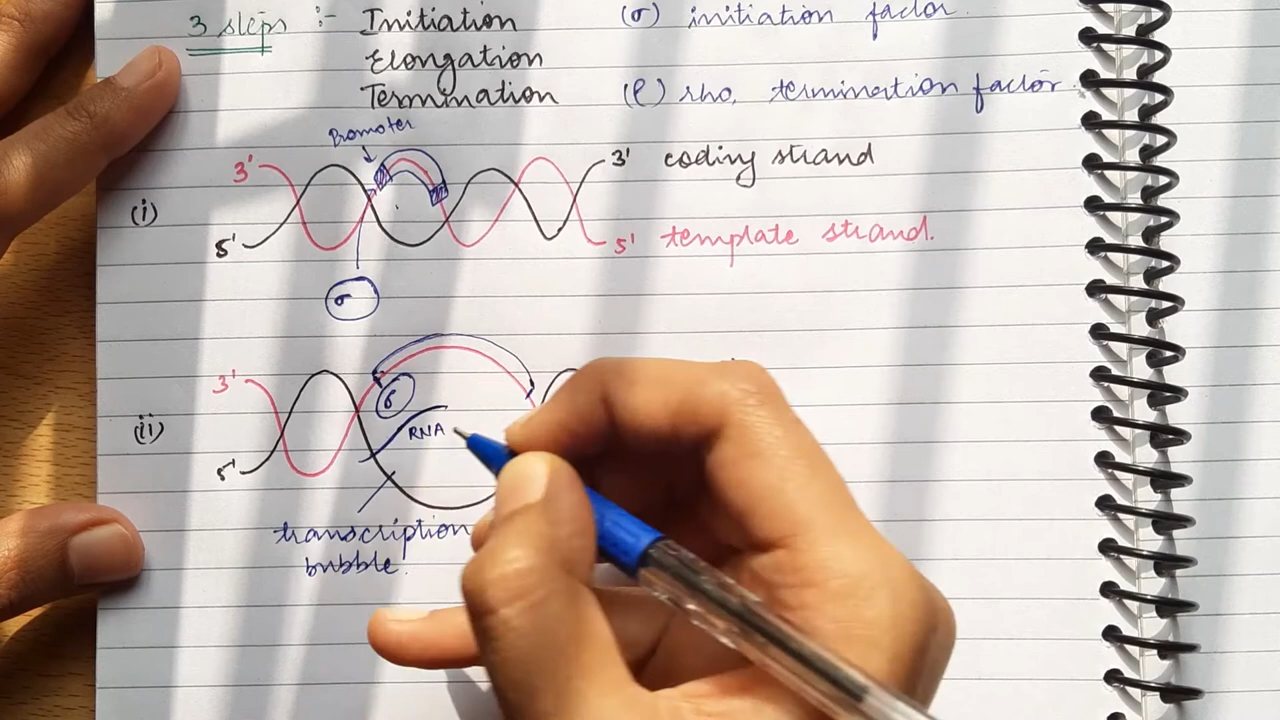 3 steps :- Initiation (σ) initiation factor.
Elongation
Termination (ρ) rho, termination factor.
Promoter
3' 3' coding strand
(i)
5' 5' template strand.
σ
3'
σ
(ii) RNA
5'
transcription
bubble.